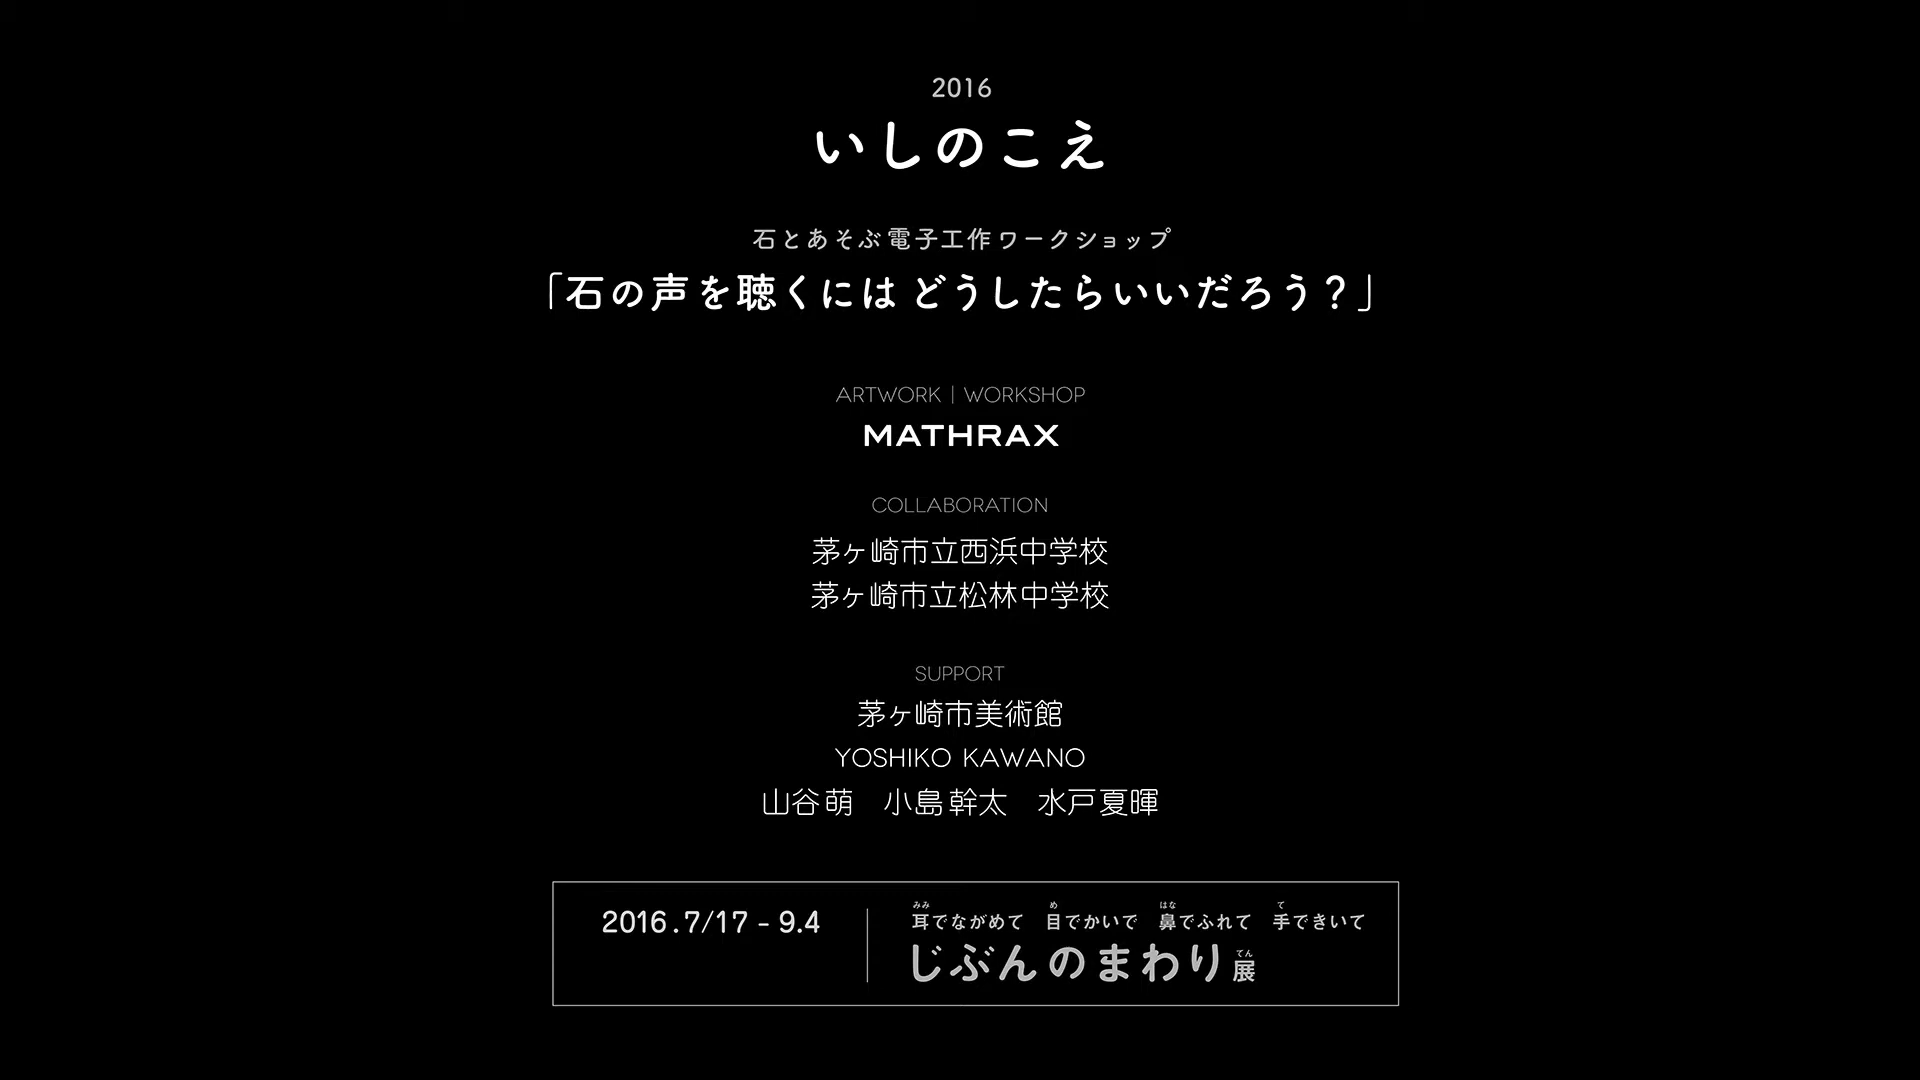 2016
いしのこえ
石とあそぶ電子工作ワークショップ
「石の声を聴くには どうしたらいいだろう？」
ARTWORK | WORKSHOP
MATHRAX
COLLABORATION
茅ヶ崎市立西浜中学校
茅ヶ崎市立松林中学校
SUPPORT
茅ヶ崎市美術館
YOSHIKO KAWANO
山谷萌　小島幹太　水戸夏暉
2016.7/17 - 9.4
みみ　め　はな　て
耳でながめて　目でかいで　鼻でふれて　手できいて
てん
じぶんのまわり展